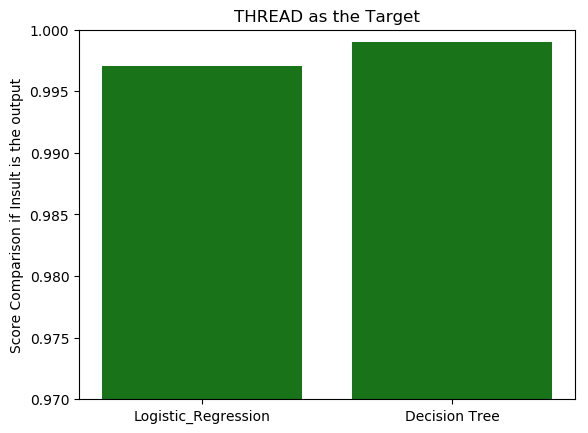 THREAD as the Target
Score Comparison if Insult is the output
1.000
0.995
0.990
0.985
0.980
0.975
0.970
Logistic_Regression
Decision Tree